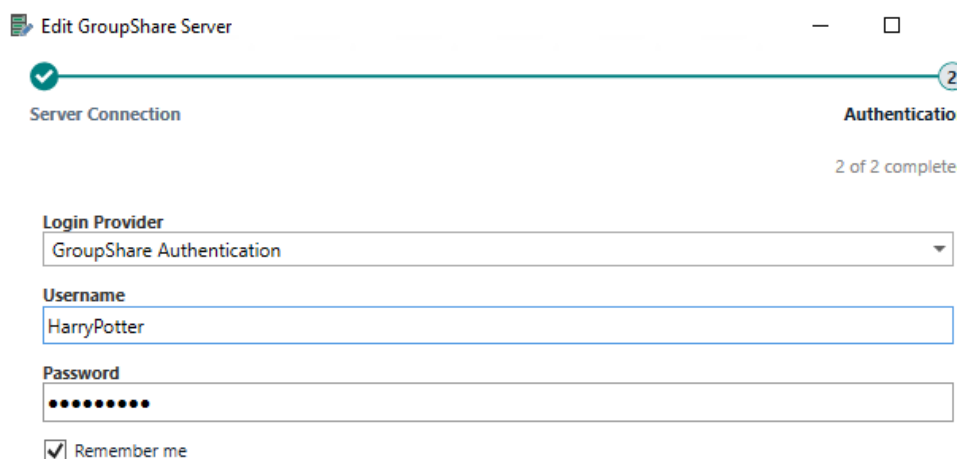 Edit GroupShare Server
2
Server Connection
Authenticatio
2 of 2 complete
Login Provider
GroupShare Authentication
Username
HarryPotter
Password
•••••••••
Remember me